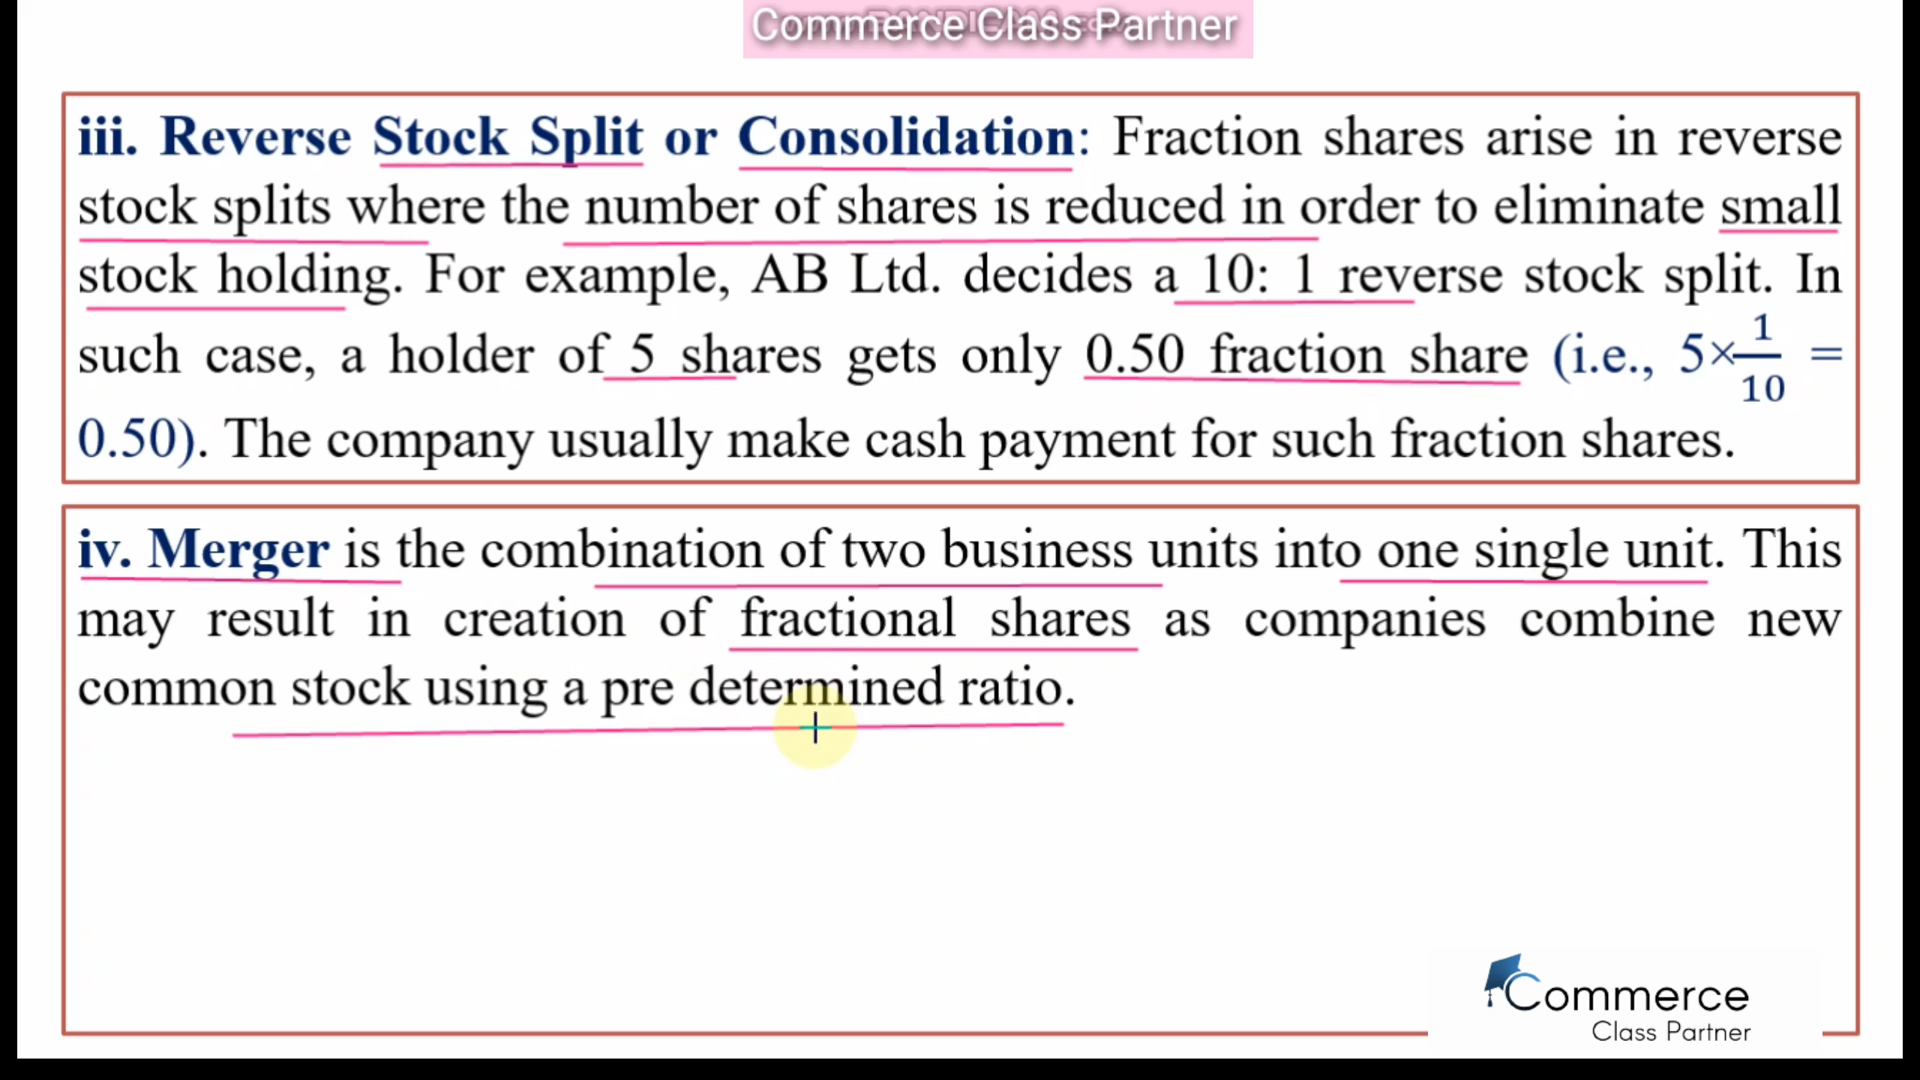 Commerce Class Partner
iii. Reverse Stock Split or Consolidation: Fraction shares arise in reverse
stock splits where the number of shares is reduced in order to eliminate small
stock holding. For example, AB Ltd. decides a 10: 1 reverse stock split. In
such case, a holder of 5 shares gets only 0.50 fraction share (i.e., 5×1/10 =
0.50). The company usually make cash payment for such fraction shares.
iv. Merger is the combination of two business units into one single unit. This
may result in creation of fractional shares as companies combine new
common stock using a pre determined ratio.
Commerce
Class Partner